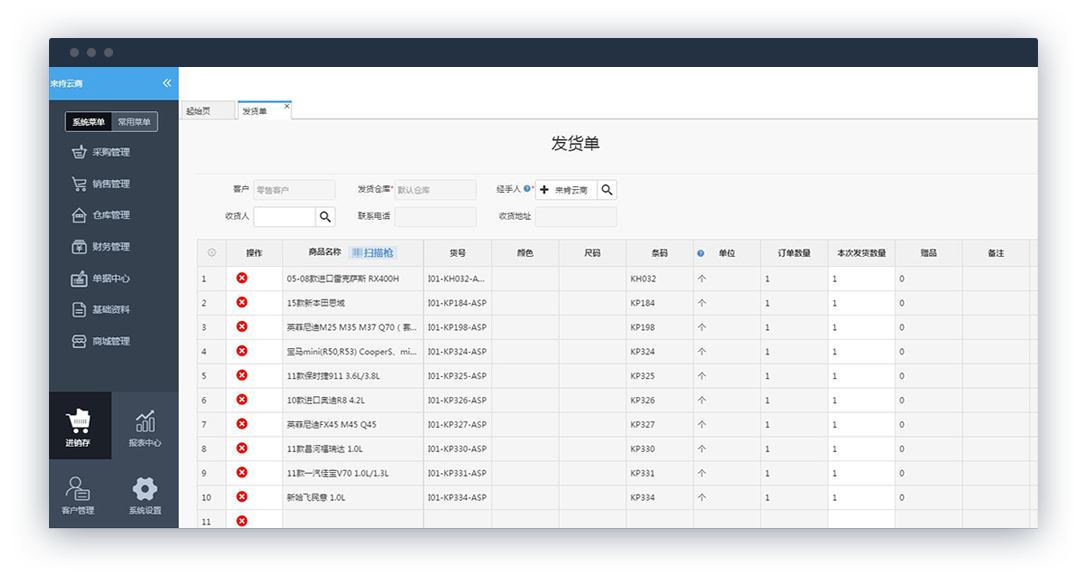 来肯云商
系统菜单 常用菜单
采购管理
销售管理
仓库管理
财务管理
单据中心
基础资料
商城管理
进销存 报表中心
客户管理 系统设置
起始页 发货单
发货单
客户 零售客户 发货仓库* 默认仓库 经手人 * 来肯云商
收货人 联系电话 收货地址
操作 商品名称 扫描枪 货号 颜色 尺码 条码 单位 订单数量 本次发货数量 赠品 备注
1 05-08款进口雷克萨斯 RX400H I01-KH032-A... KH032 个 1 1 0
2 15款新本田思域 I01-KP184-ASP KP184 个 1 1 0
3 英菲尼迪M25 M35 M37 Q70 ( 赛... I01-KP198-ASP KP198 个 1 1 0
4 宝马mini(R50,R53) CooperS、mi... I01-KP324-ASP KP324 个 1 1 0
5 11款保时捷911 3.6L/3.8L I01-KP325-ASP KP325 个 1 1 0
6 10款进口奥迪R8 4.2L I01-KP326-ASP KP326 个 1 1 0
7 英菲尼迪FX45 M45 Q45 I01-KP327-ASP KP327 个 1 1 0
8 11款昌河福瑞达 1.0L I01-KP330-ASP KP330 个 1 1 0
9 11款一汽佳宝V70 1.0L/1.3L I01-KP331-ASP KP331 个 1 1 0
10 新哈飞民意 1.0L I01-KP334-ASP KP334 个 1 1 0
11